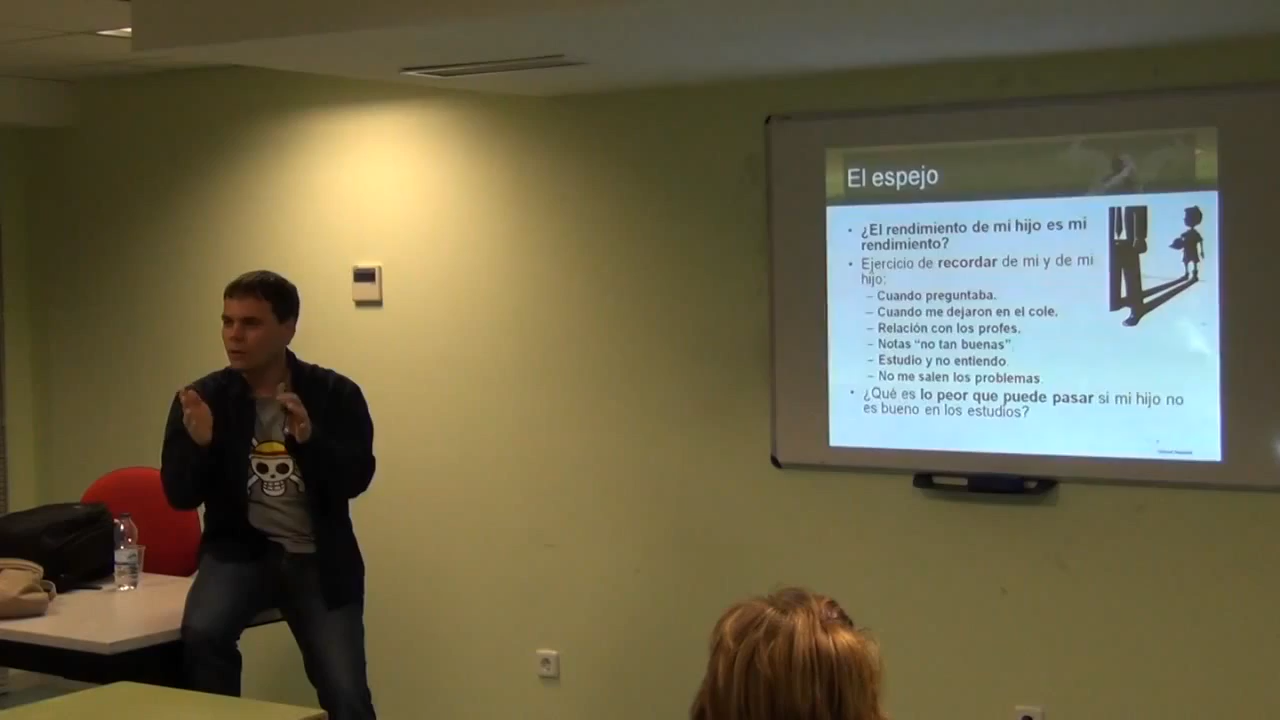 El espejo
• ¿El rendimiento de mi hijo es mi
rendimiento?
• Ejercicio de recordar de mi y de mi
hijo:
– Cuando preguntaba.
– Cuando me dejaron en el cole.
– Relación con los profes.
– Notas “no tan buenas”.
– Estudio y no entiendo.
– No me salen los problemas.
• ¿Qué es lo peor que puede pasar si mi hijo no
es bueno en los estudios?